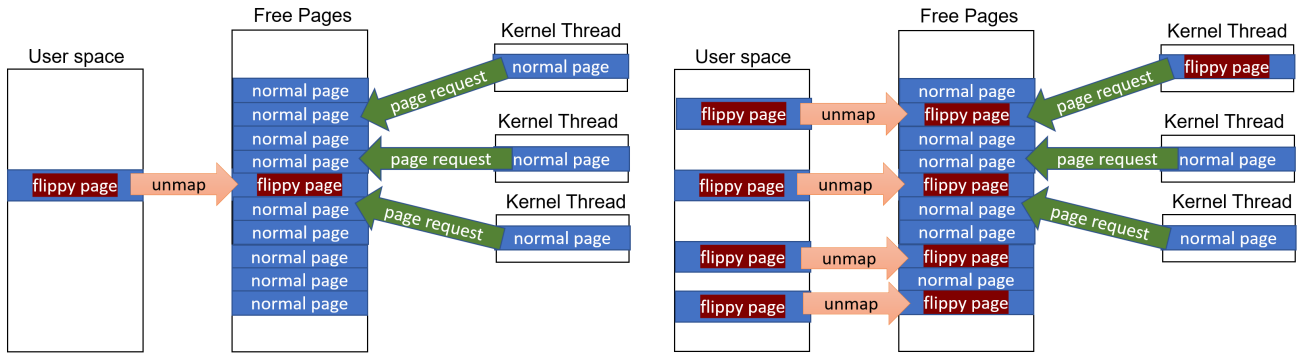 Free Pages
User space
flippy page
unmap
normal page
normal page
normal page
normal page
flippy page
normal page
normal page
normal page
normal page
normal page
Kernel Thread
normal page
page request
Kernel Thread
normal page
page request
Kernel Thread
normal page
page request
Free Pages
User space
flippy page
unmap
flippy page
unmap
flippy page
unmap
flippy page
unmap
normal page
flippy page
normal page
normal page
flippy page
normal page
normal page
flippy page
normal page
flippy page
Kernel Thread
flippy page
page request
Kernel Thread
normal page
page request
Kernel Thread
normal page
page request